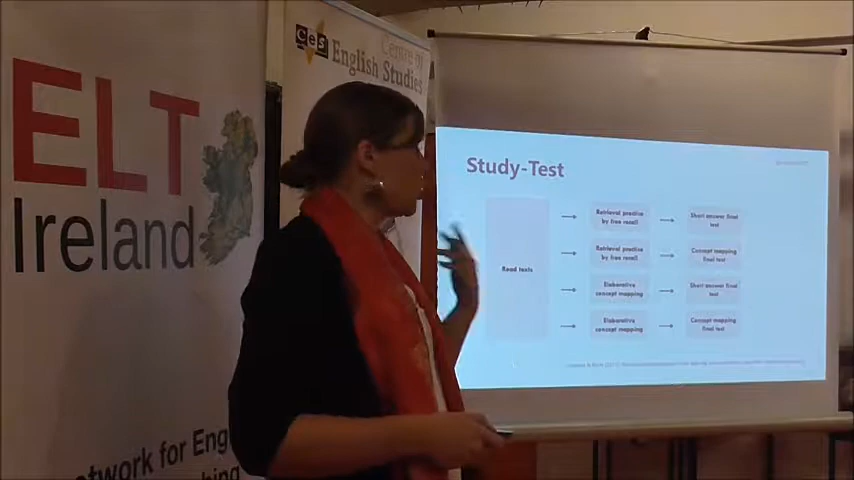 ELT
Ireland
CES
Centre of
English Studies
Study-Test
Read texts
Retrieval practice
by free recall
Short answer final
test
Retrieval practice
by free recall
Concept mapping
final test
Elaborative
concept mapping
Short answer final
test
Elaborative
concept mapping
Concept mapping
final test
twork for Eng
ching